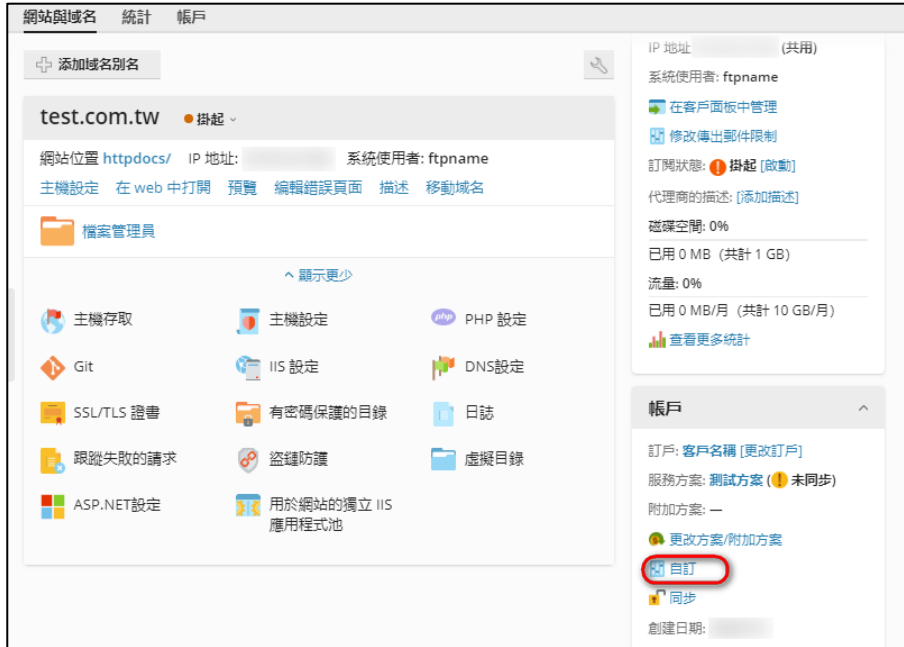 網站與域名 統計 帳戶
添加域名別名
test.com.tw 掛起
網站位置 httpdocs/ IP 地址: 系統使用者: ftpname
主機設定 在 web 中打開 預覽 編輯錯誤頁面 描述 移動域名
檔案管理員
顯示更少
主機存取 主機設定 PHP 設定
Git IIS 設定 DNS設定
SSL/TLS 證書 有密碼保護的目錄 日誌
跟蹤失敗的請求 盜鏈防護 虛擬目錄
ASP.NET設定 用於網站的獨立 IIS
應用程式池
IP 地址 (共用)
系統使用者: ftpname
在客戶面板中管理
修改傳出郵件限制
訂閱狀態: 掛起 [啟動]
代理商的描述: [添加描述]
磁碟空間: 0%
已用 0 MB (共計 1 GB)
流量: 0%
已用 0 MB/月 (共計 10 GB/月)
查看更多統計
帳戶
訂戶: 客戶名稱 [更改訂戶]
服務方案: 測試方案 ( 未同步)
附加方案: —
更改方案/附加方案
自訂
同步
創建日期: